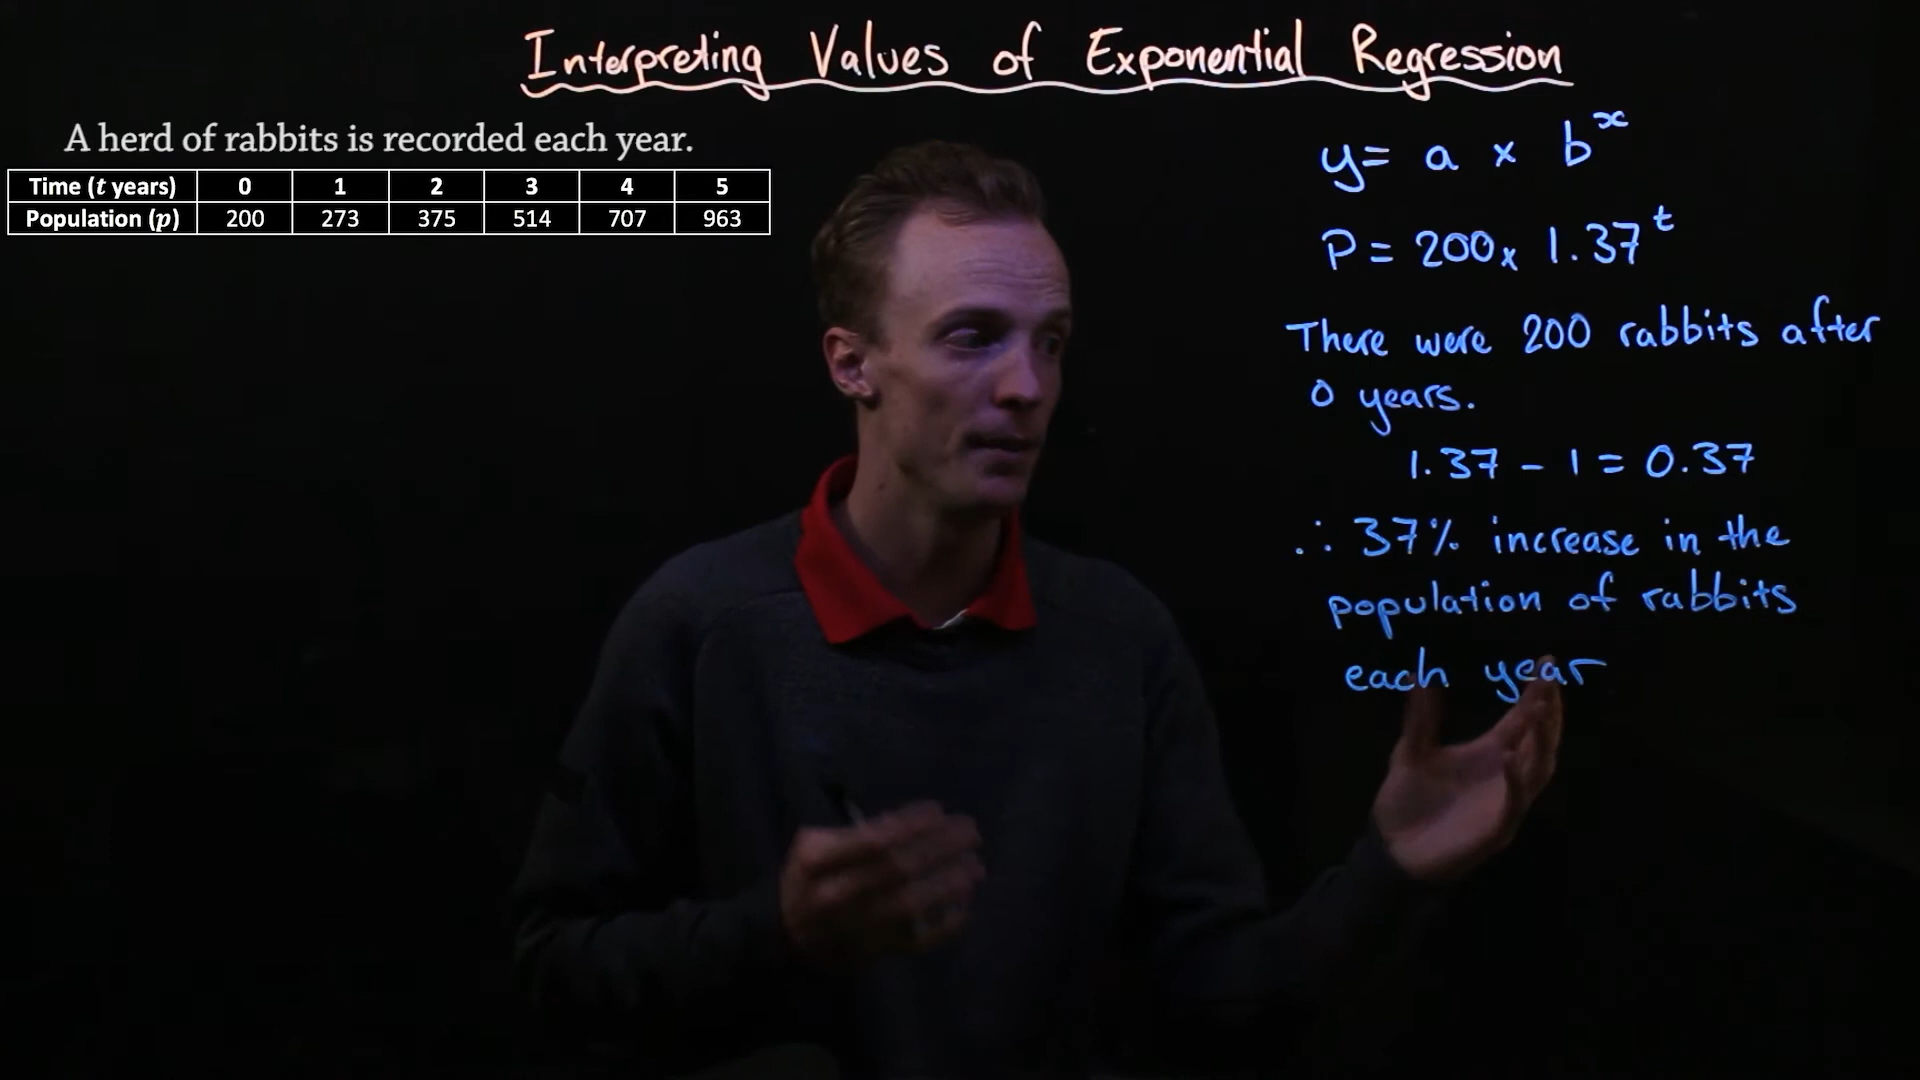 Interpreting Values of Exponential Regression
A herd of rabbits is recorded each year.
Time (t years) 0 1 2 3 4 5
Population (p) 200 273 375 514 707 963
y = a x b^x
P = 200 x 1.37^t
There were 200 rabbits after
0 years.
1.37 - 1 = 0.37
∴ 37% increase in the
population of rabbits
each year